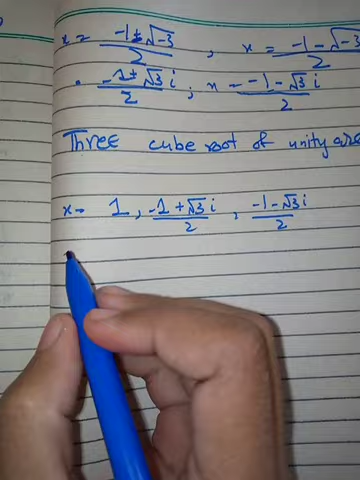 x = -1+√-3/2 , x = -1-√-3/2
= -1+√3 i/2 ; x = -1-√3 i/2
Three cube root of unity are
x = 1, -1+√3 i/2 , -1-√3 i/2